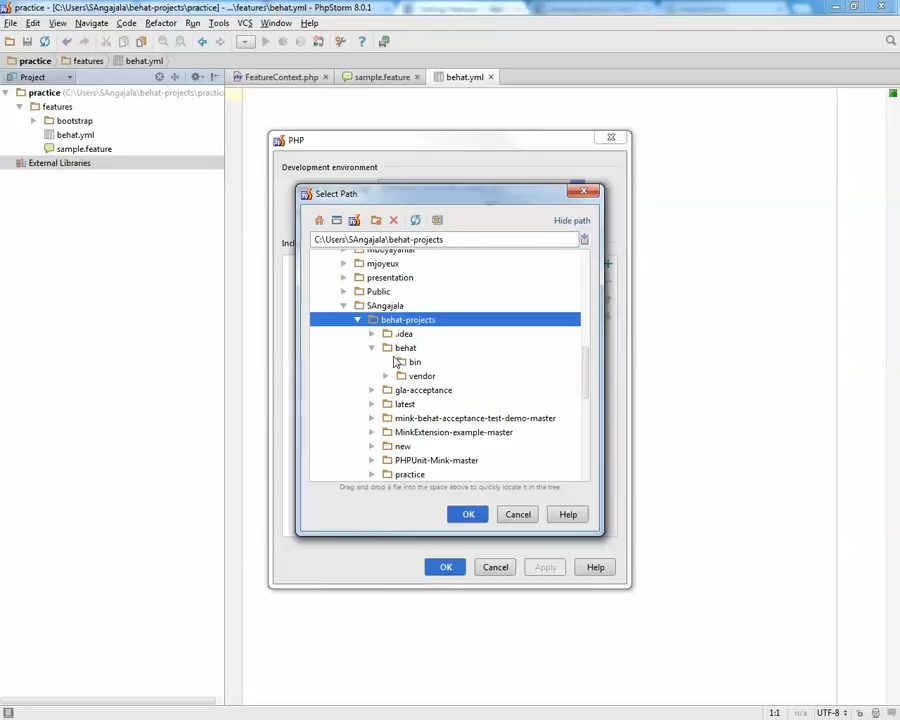 practice - [C:\Users\SAngajala\behat-projects\practice] - ...\features\behat.yml - PhpStorm 8.0.1
File Edit View Navigate Code Refactor Run Tools VCS Window Help
practice features behat.yml
Project FeatureContext.php sample.feature behat.yml
practice (C:\Users\SAngajala\behat-projects\practic
features
bootstrap
behat.yml
sample.feature
External Libraries
PHP
Development environment
Select Path
Hide path
C:\Users\SAngajala\behat-projects
mjoyeux
presentation
Public
SAngajala
behat-projects
.idea
behat
bin
vendor
gla-acceptance
latest
mink-behat-acceptance-test-demo-master
MinkExtension-example-master
new
PHPUnit-Mink-master
practice
Drag and drop a file into the space above to quickly locate it in the tree.
OK Cancel Help
OK Cancel Apply Help
1:1 n/a UTF-8